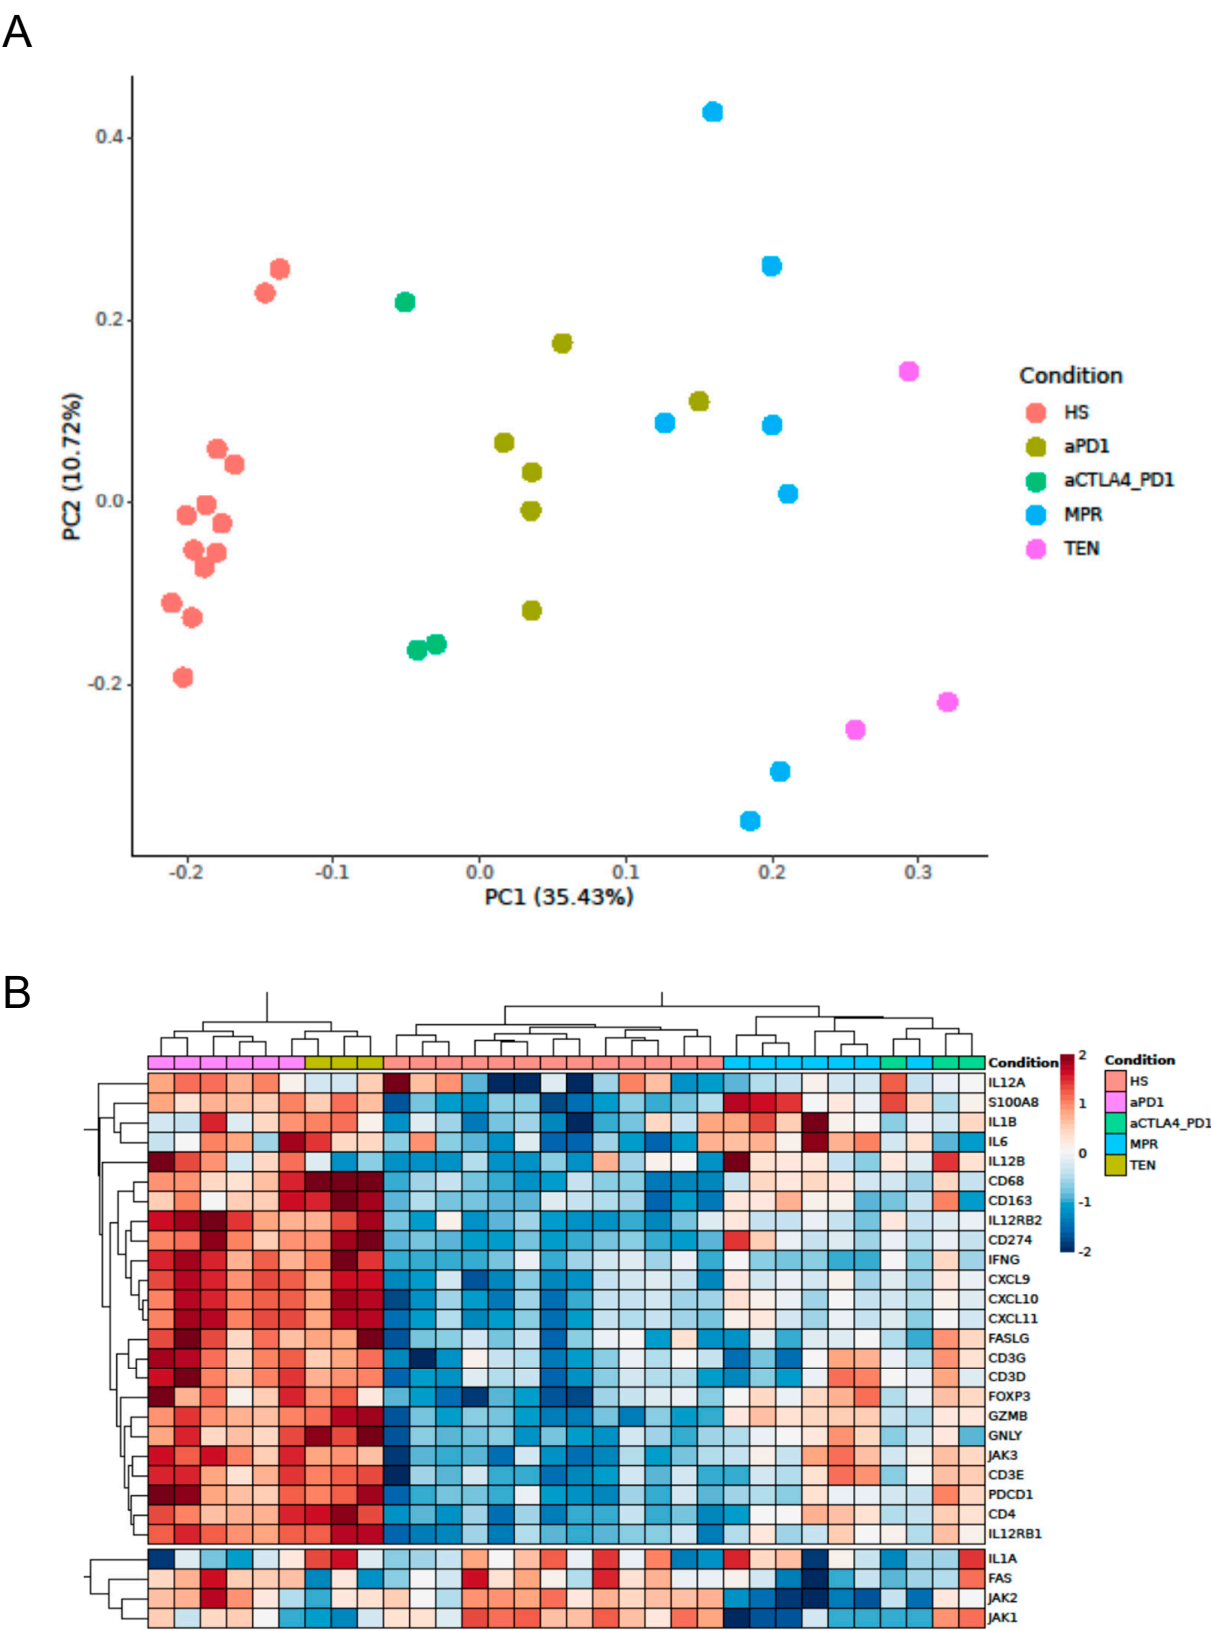 A
0.4
0.2
0.0
-0.2
PC2 (10.72%)
-0.2
-0.1
0.0
0.1
0.2
0.3
PC1 (35.43%)
Condition
HS
aPD1
aCTLA4_PD1
MPR
TEN
B
Condition
IL12A
S100A8
IL1B
IL6
IL12B
CD68
CD163
IL12RB2
CD274
IFNG
CXCL9
CXCL10
CXCL11
FASLG
CD3G
CD3D
FOXP3
GZMB
GNLY
JAK3
CD3E
PDCD1
CD4
IL12RB1
IL1A
FAS
JAK2
JAK1
2
1
0
-1
-2
Condition
HS
aPD1
aCTLA4_PD1
MPR
TEN